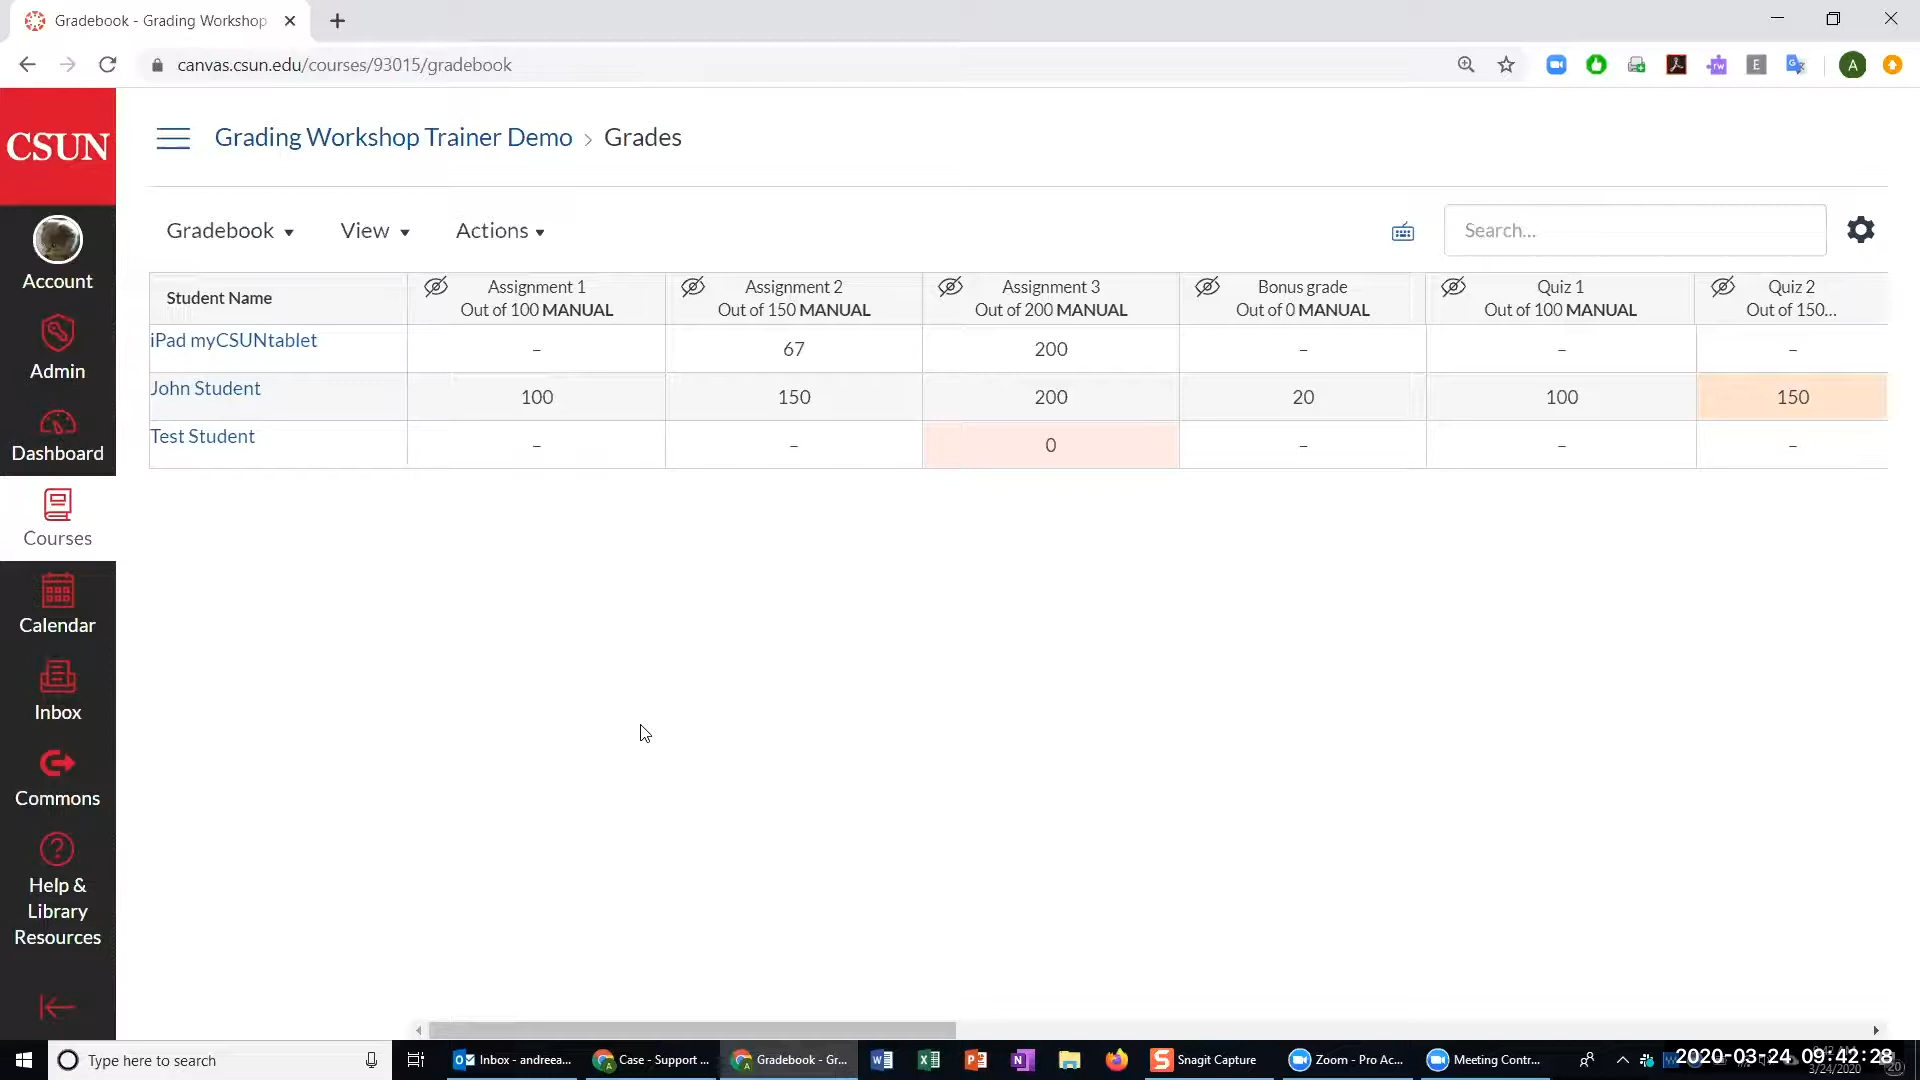 Gradebook - Grading Workshop
canvas.csun.edu/courses/93015/gradebook
A
CSUN
Grading Workshop Trainer Demo › Grades
Gradebook
View
Actions
Search...
Student Name
Assignment 1
Out of 100 MANUAL
Assignment 2
Out of 150 MANUAL
Assignment 3
Out of 200 MANUAL
Bonus grade
Out of 0 MANUAL
Quiz 1
Out of 100 MANUAL
Quiz 2
Out of 150...
iPad myCSUNtablet – 67 200 – – –
John Student 100 150 200 20 100 150
Test Student – – 0 – – –
Account
Admin
Dashboard
Courses
Calendar
Inbox
Commons
Help &
Library
Resources
Type here to search
Inbox - andreea...
Case - Support ...
Gradebook - Gr...
Snagit Capture
Zoom - Pro Ac...
Meeting Contr...
2020-03-24 09:42:28
3/24/2020
20